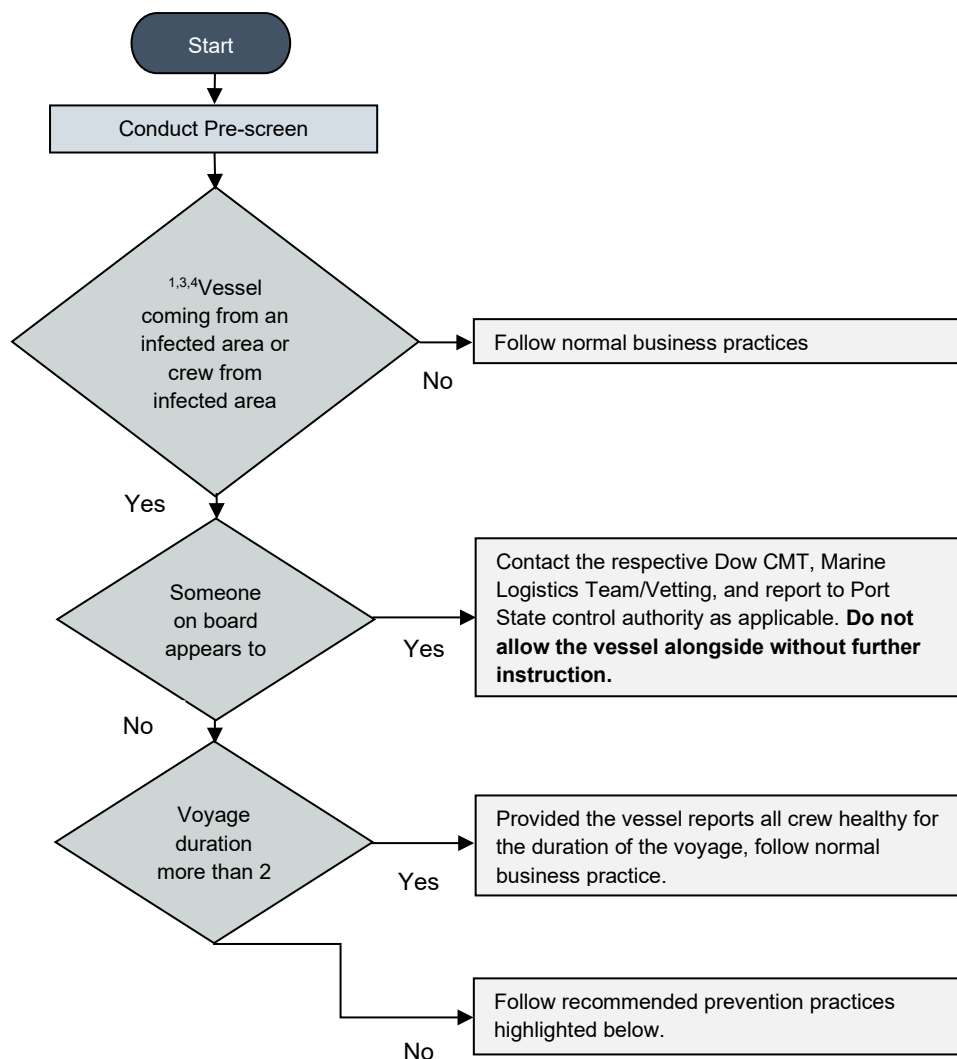 Start
Conduct Pre-screen
1,3,4Vessel
coming from an
infected area or
crew from
infected area
Follow normal business practices
No
Yes
Someone
on board
appears to
Contact the respective Dow CMT, Marine
Logistics Team/Vetting, and report to Port
State control authority as applicable. Do not
allow the vessel alongside without further
instruction.
Yes
No
Voyage
duration
more than 2
Provided the vessel reports all crew healthy for
the duration of the voyage, follow normal
business practice.
Yes
Follow recommended prevention practices
highlighted below.
No